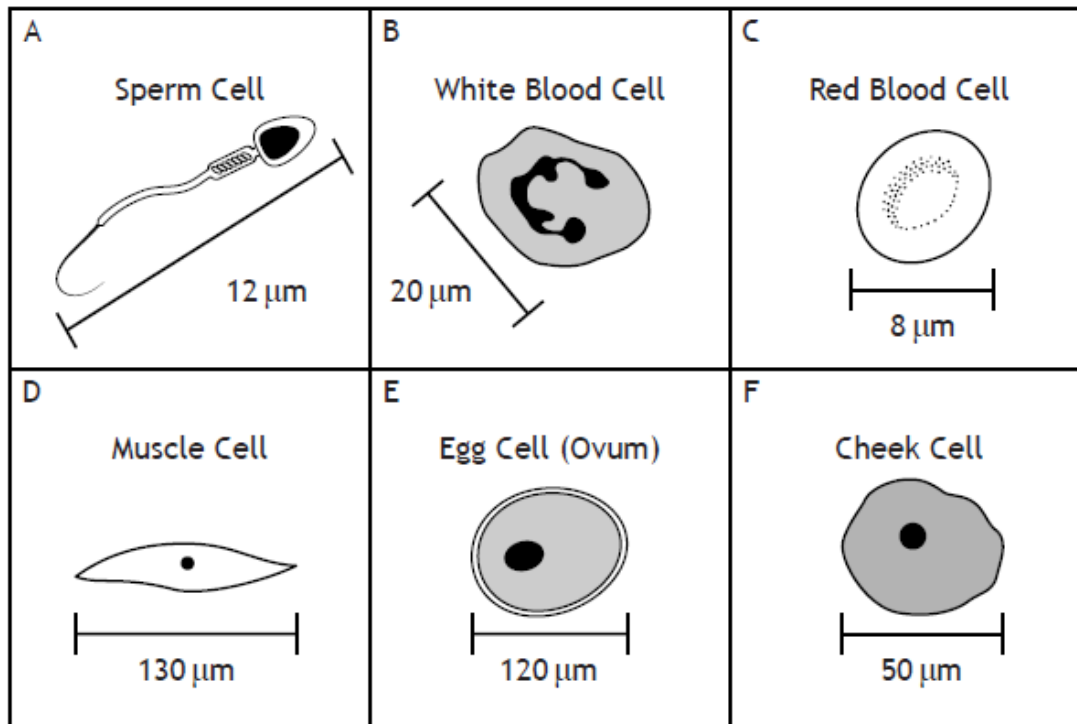 A
Sperm Cell
12 μm
B
White Blood Cell
20 μm
C
Red Blood Cell
8 μm
D
Muscle Cell
130 μm
E
Egg Cell (Ovum)
120 μm
F
Cheek Cell
50 μm